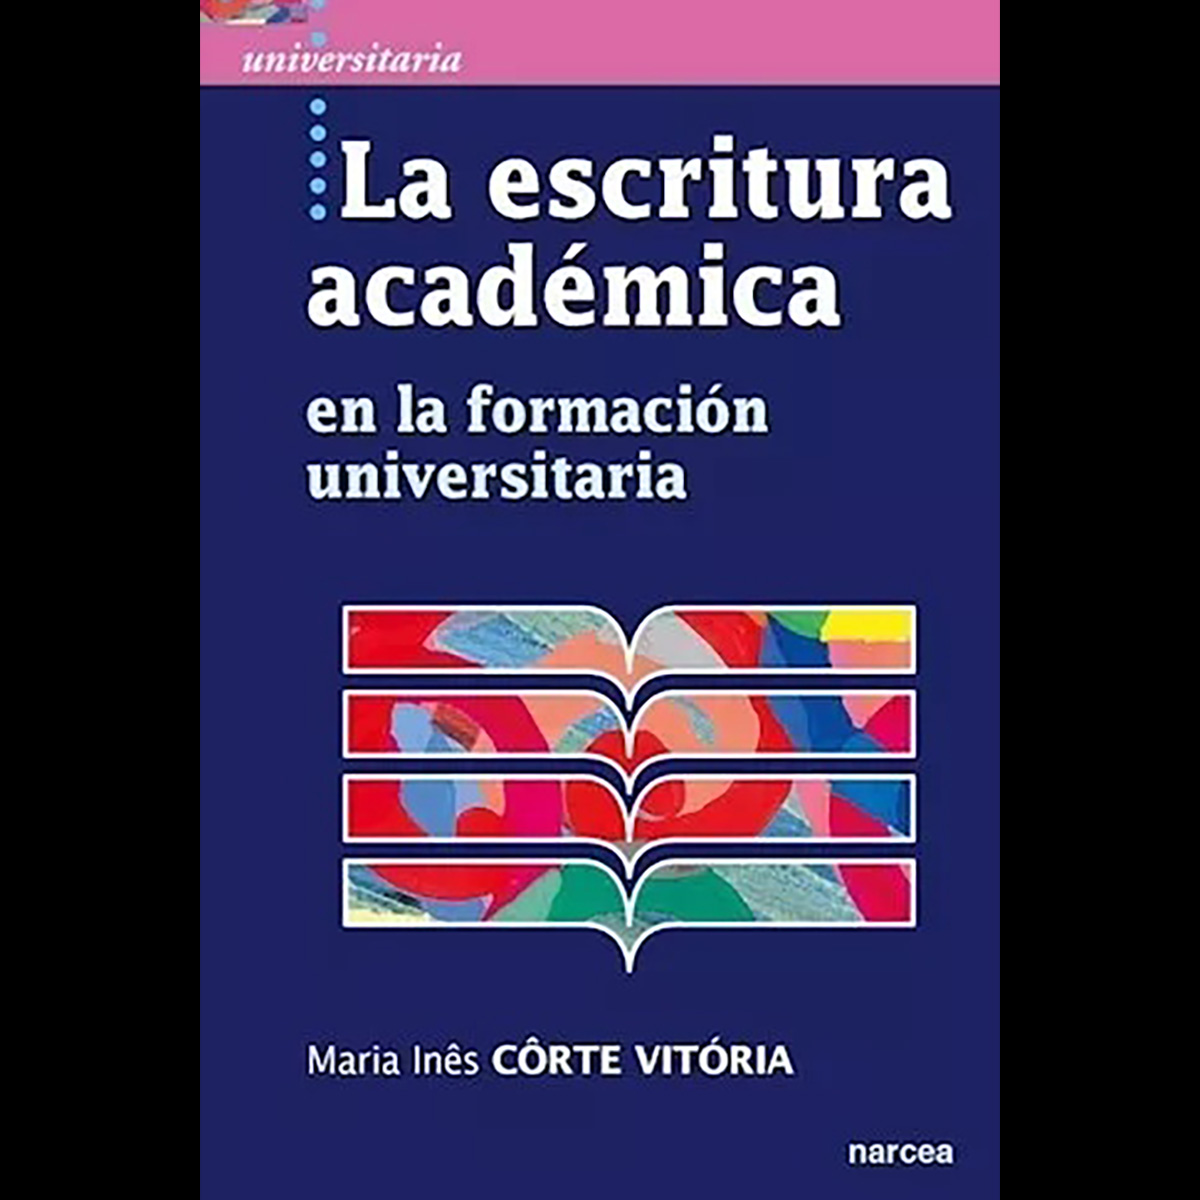 universitaria
La escritura
académica
en la formación
universitaria
Maria Inês CÔRTE VITÓRIA
narcea